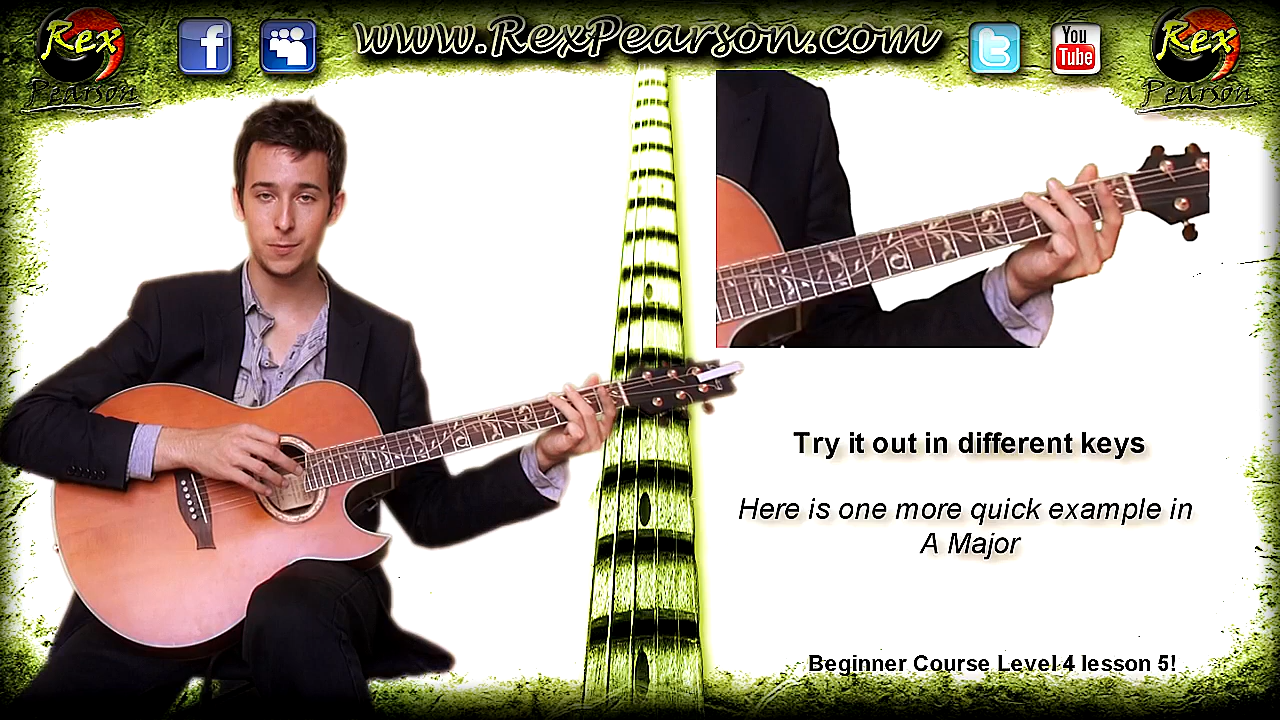 Rex
Pearson
f
www.RexPearson.com
t
You
Tube
Rex
Pearson
Try it out in different keys
Here is one more quick example in
A Major
Beginner Course Level 4 lesson 5!